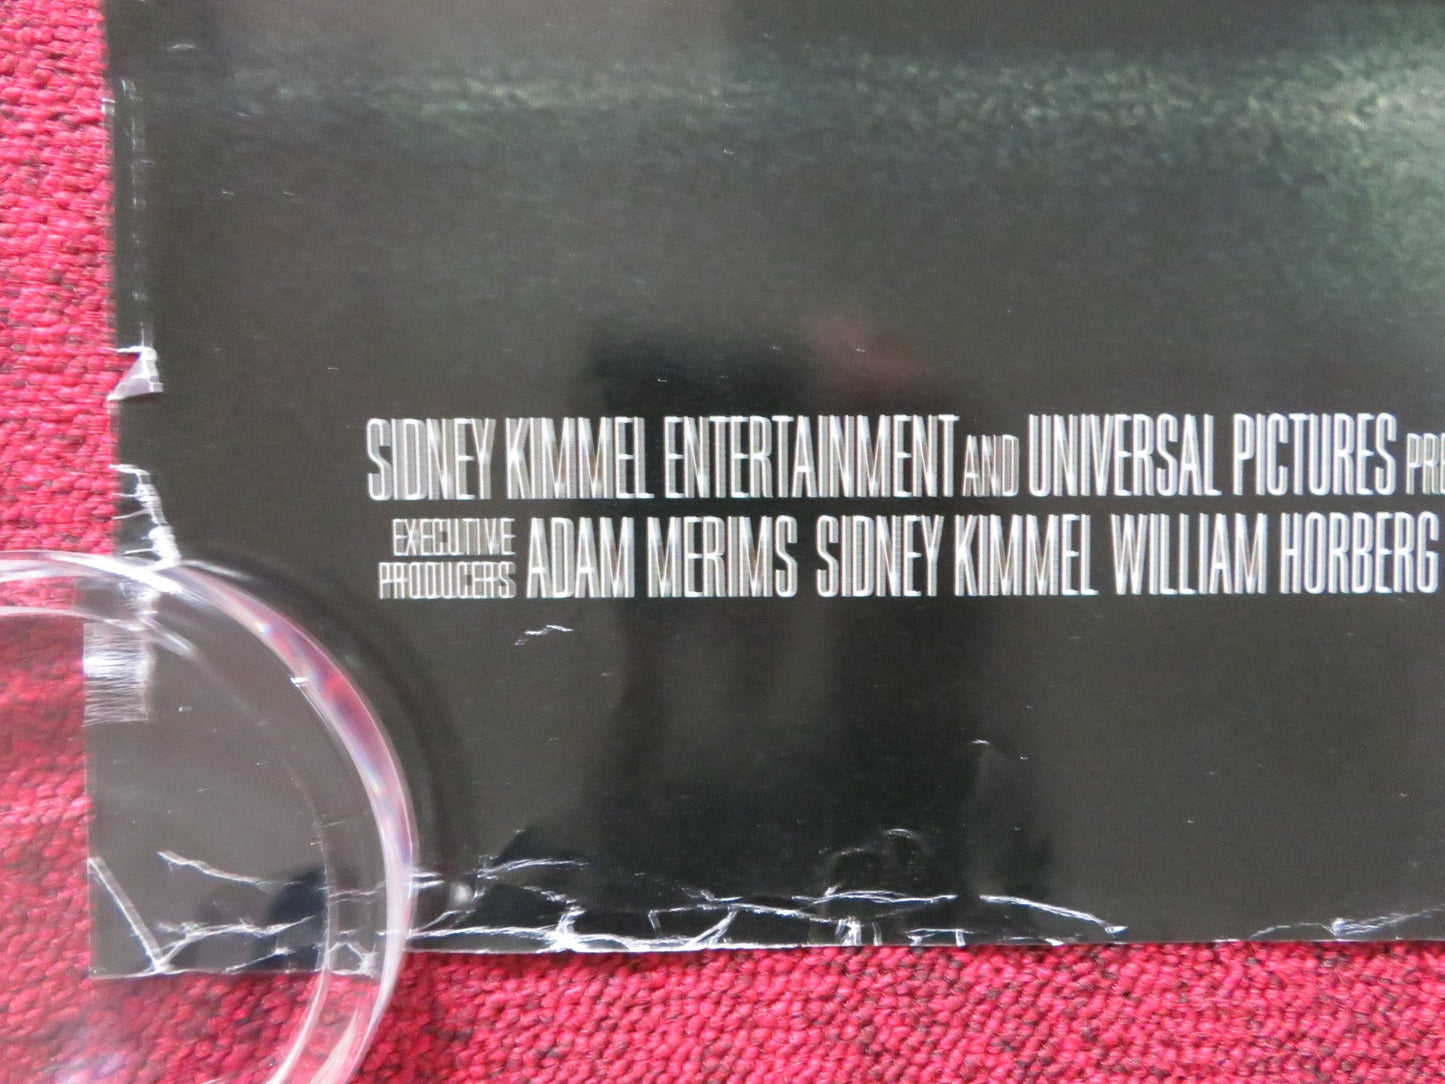 SIDNEY KIMMEL ENTERTAINMENT AND UNIVERSAL PICTURES
EXECUTIVE PRODUCERS ADAM MERIMS SIDNEY KIMMEL WILLIAM HORBERG